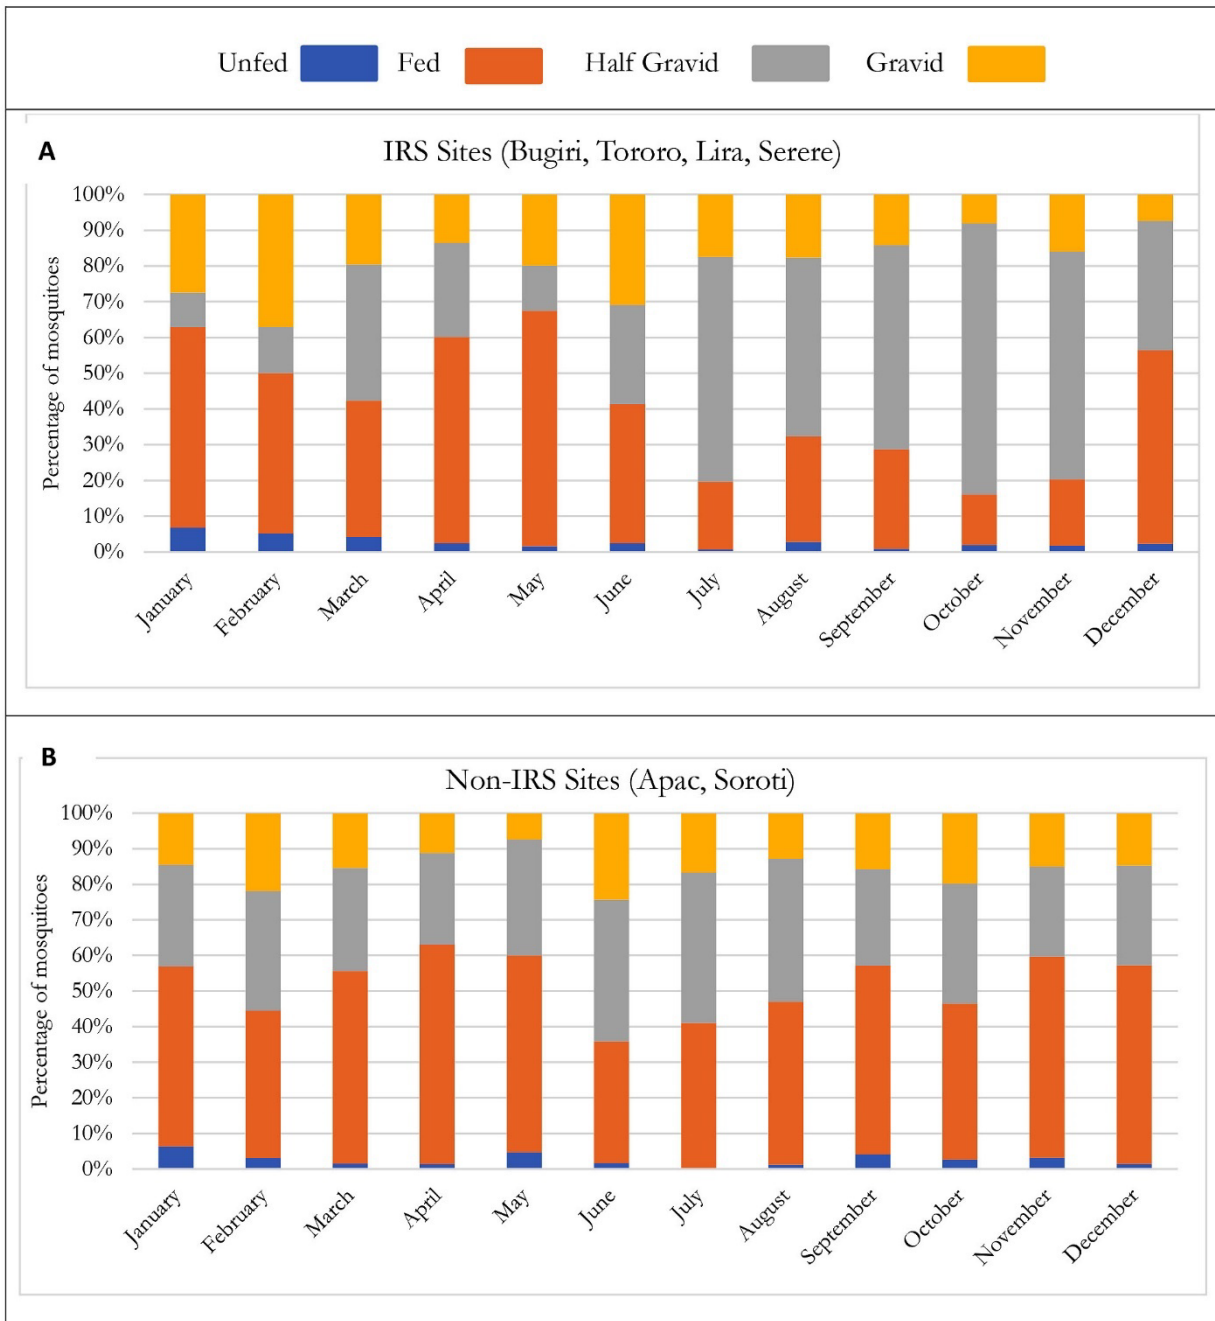 Unfed Fed Half Gravid Gravid
A
IRS Sites (Bugiri, Tororo, Lira, Serere)
Percentage of mosquitoes
100%
90%
80%
70%
60%
50%
40%
30%
20%
10%
0%
January February March April May June July August September October November December
B
Non-IRS Sites (Apac, Soroti)
Percentage of mosquitoes
100%
90%
80%
70%
60%
50%
40%
30%
20%
10%
0%
January February March April May June July August September October November December